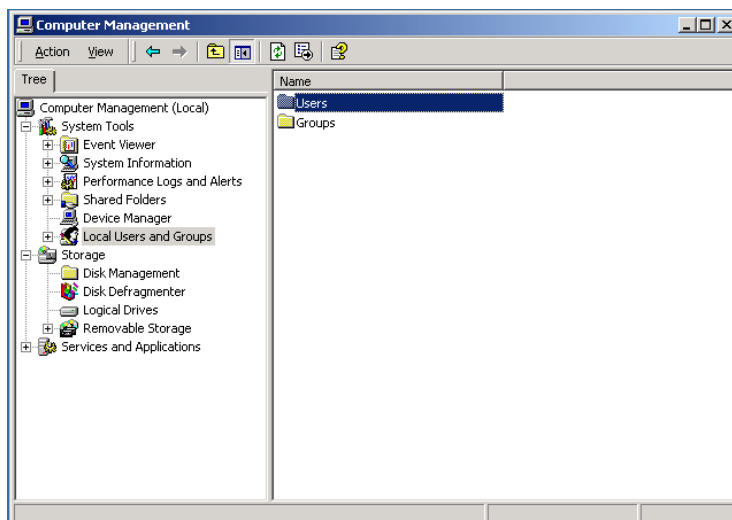 Computer Management
Action View
Tree
Name
Computer Management (Local)
System Tools
Event Viewer
System Information
Performance Logs and Alerts
Shared Folders
Device Manager
Local Users and Groups
Storage
Disk Management
Disk Defragmenter
Logical Drives
Removable Storage
Services and Applications
Users
Groups